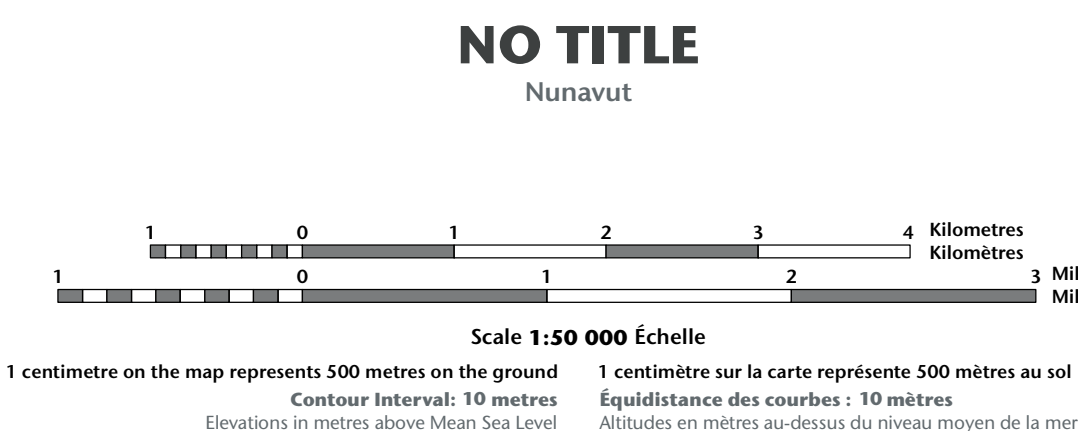 NO TITLE
Nunavut
1 0 1 2 3 4 Kilometres
Kilomètres
1 0 1 2 3 Mil
Mil
Scale 1:50 000 Échelle
1 centimetre on the map represents 500 metres on the ground
1 centimètre sur la carte représente 500 mètres au sol
Contour Interval: 10 metres
Équidistance des courbes : 10 mètres
Elevations in metres above Mean Sea Level
Altitudes en mètres au-dessus du niveau moyen de la mer